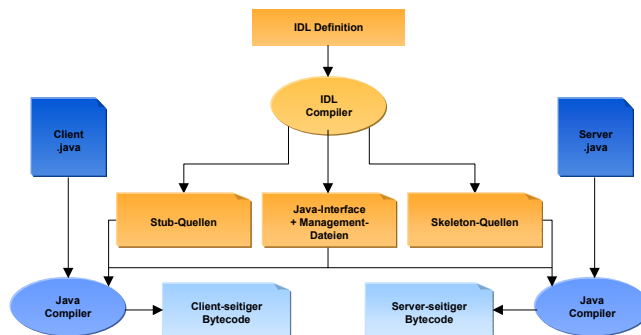 IDL Definition
IDL
Compiler
Client
.java
Server
.java
Stub-Quellen
Java-Interface
+ Management-
Dateien
Skeleton-Quellen
Java
Compiler
Client-seitiger
Bytecode
Server-seitiger
Bytecode
Java
Compiler